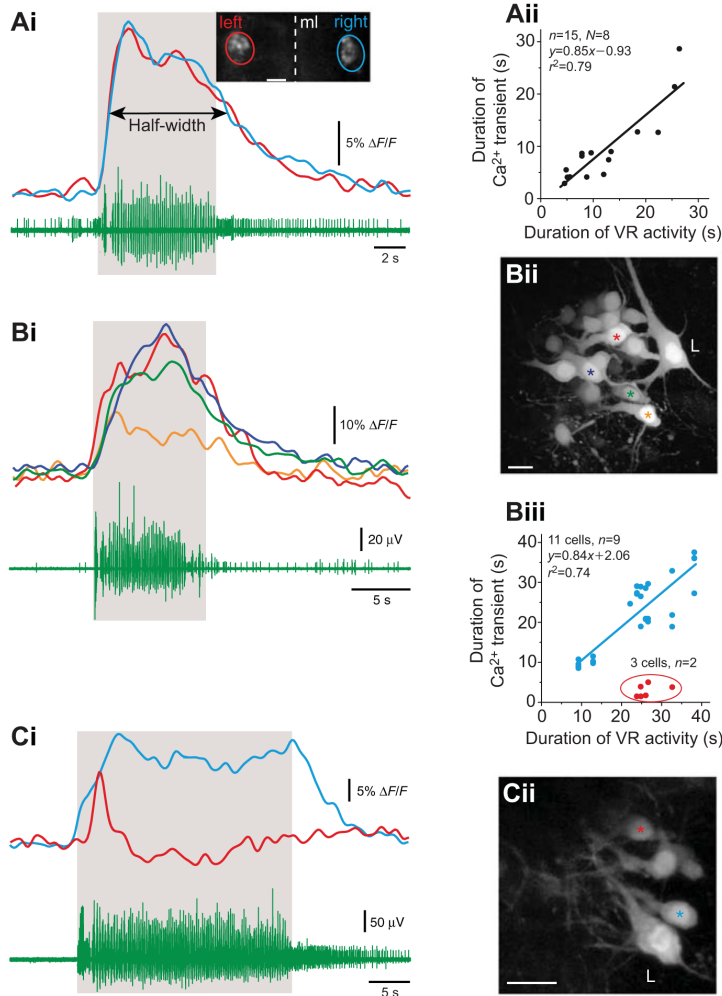 Ai
left
ml
right
Half-width
5% ΔF/F
2 s
Aii
n=15, N=8
y=0.85x−0.93
r²=0.79
Duration of
Ca²⁺ transient (s)
30
20
10
0
0
10
20
30
Duration of VR activity (s)
Bi
10% ΔF/F
20 μV
5 s
Bii
*
L
*
*
*
Biii
11 cells, n=9
y=0.84x+2.06
r²=0.74
Duration of
Ca²⁺ transient (s)
40
30
20
10
0
3 cells, n=2
0
10
20
30
40
Duration of VR activity (s)
Ci
5% ΔF/F
50 μV
5 s
Cii
*
*
L